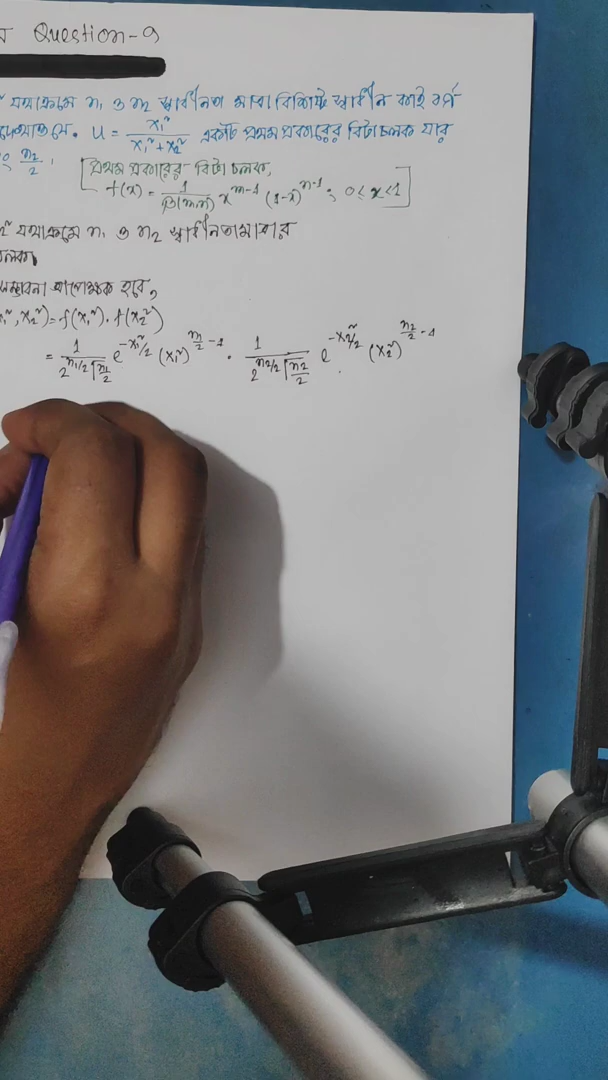 Question-9
যথাক্রমে n₁ ও n₂ স্বাধীনতা মাত্রা বিশিষ্ট স্বাধীন কাই বর্গ
U = x₁²/(x₁²+x₂²) একটি প্রথম প্রকারের বিটা চলক যার
n₂/2 ।
[প্রথম প্রকারের বিটা চলক,
f(x) = 1/β(m,n) x^(m-1) (1-x)^(n-1) ; 0<x<1]
যথাক্রমে n₁ ও n₂ স্বাধীনতা মাত্রার
চলক।
হবে,
x₁², x₂²) = f(x₁²) . f(x₂²)
= 1/(2^(n₁/2) Γ(n₁/2)) e^(-x₁²/2) (x₁²)^(n₁/2 -1) . 1/(2^(n₂/2) Γ(n₂/2)) e^(-x₂²/2) (x₂²)^(n₂/2 -1)